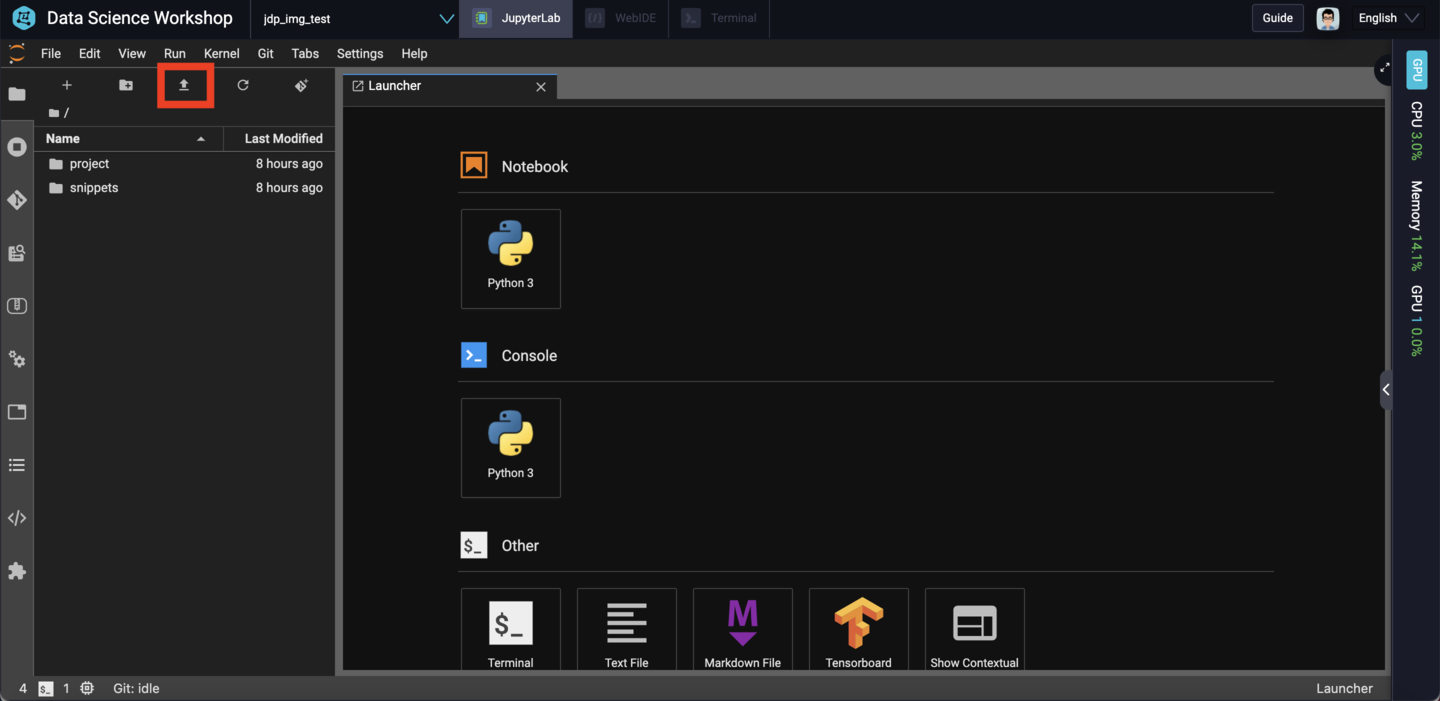 Data Science Workshop
jdp_img_test
JupyterLab
WebIDE
Terminal
Guide
English
File Edit View Run Kernel Git Tabs Settings Help
/
Name Last Modified
project 8 hours ago
snippets 8 hours ago
Launcher
Notebook
Python 3
Console
Python 3
$_ Other
$_
Terminal
Text File
M
Markdown File
Tensorboard
Show Contextual
GPU
CPU 3.0%
Memory 14.1%
GPU 1 0.0%
4 $_ 1 Git: idle
Launcher